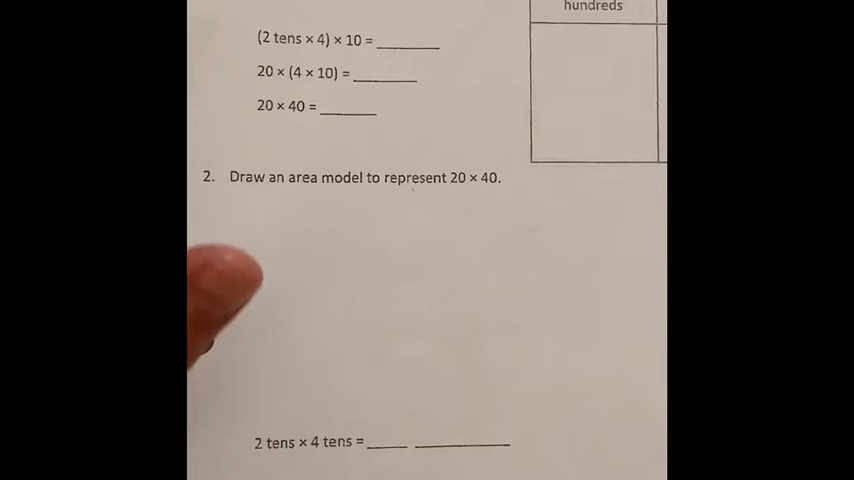 hundreds
(2 tens × 4) × 10 = ________
20 × (4 × 10) = ________
20 × 40 = _______
2. Draw an area model to represent 20 × 40.
2 tens × 4 tens = _____ ____________